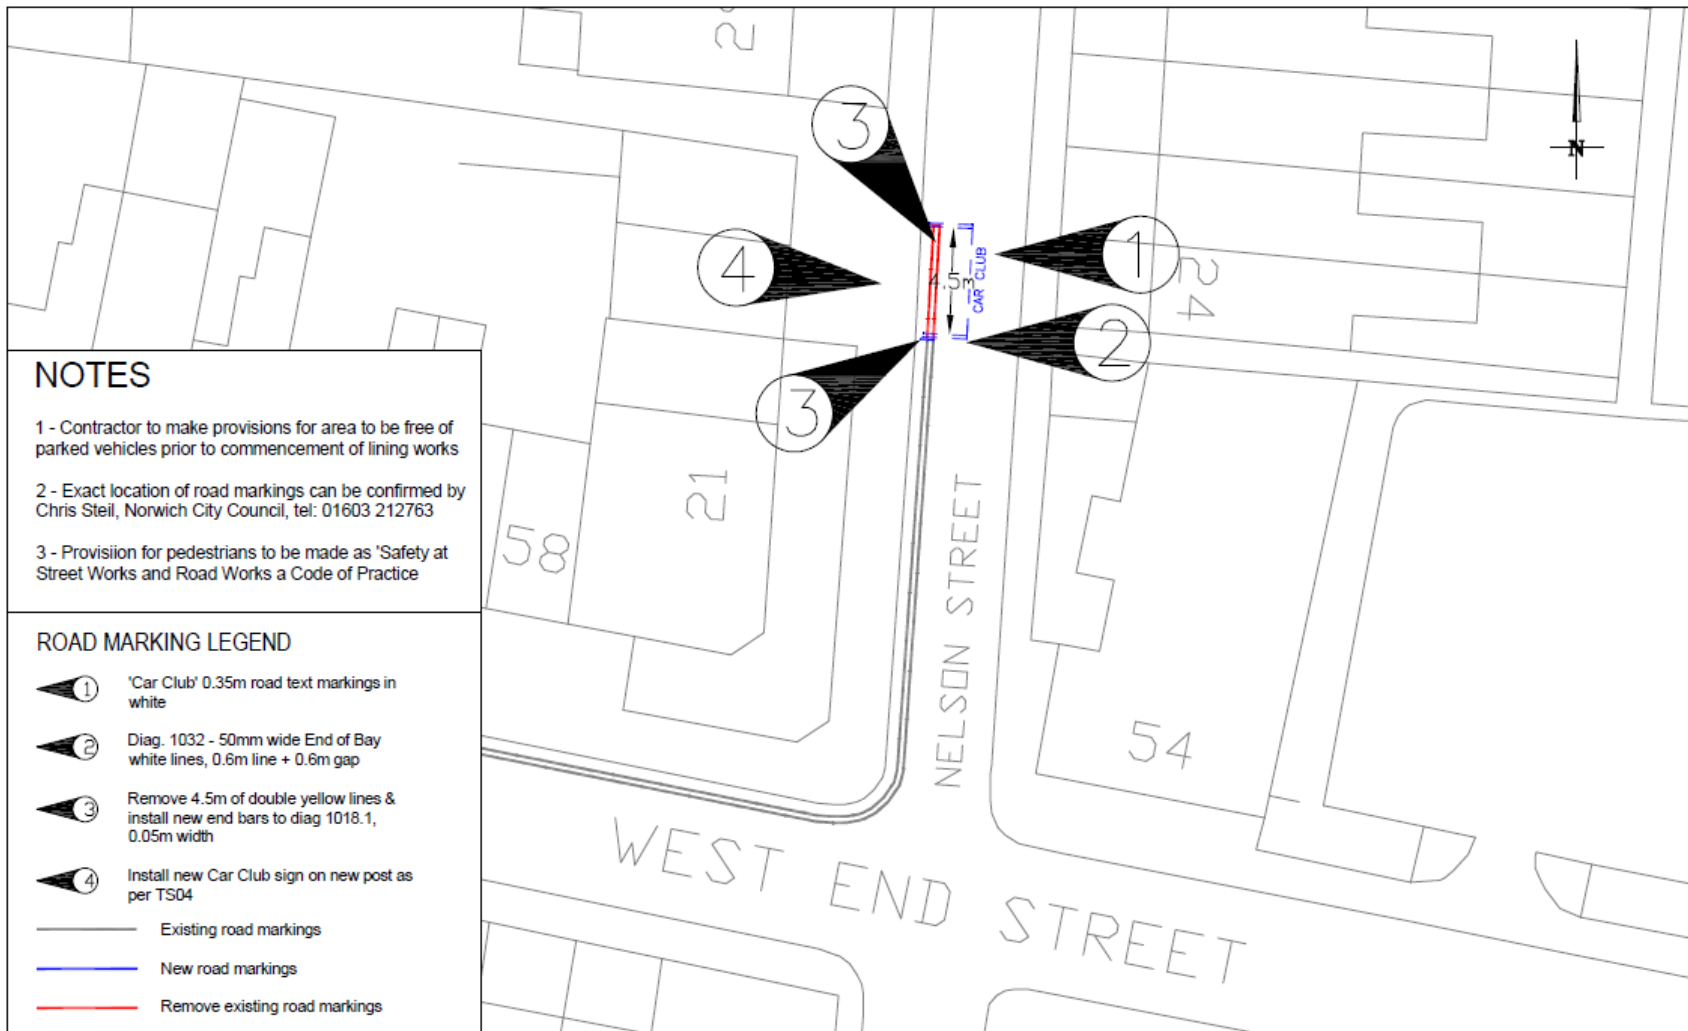 3
N
4
1
4.5m
CAR CLUB
24
2
3
21
58
NELSON STREET
54
WEST END STREET
NOTES
1 - Contractor to make provisions for area to be free of
parked vehicles prior to commencement of lining works
2 - Exact location of road markings can be confirmed by
Chris Steil, Norwich City Council, tel: 01603 212763
3 - Provisiion for pedestrians to be made as 'Safety at
Street Works and Road Works a Code of Practice
ROAD MARKING LEGEND
1
'Car Club' 0.35m road text markings in
white
2
Diag. 1032 - 50mm wide End of Bay
white lines, 0.6m line + 0.6m gap
3
Remove 4.5m of double yellow lines &
install new end bars to diag 1018.1,
0.05m width
4
Install new Car Club sign on new post as
per TS04
Existing road markings
New road markings
Remove existing road markings